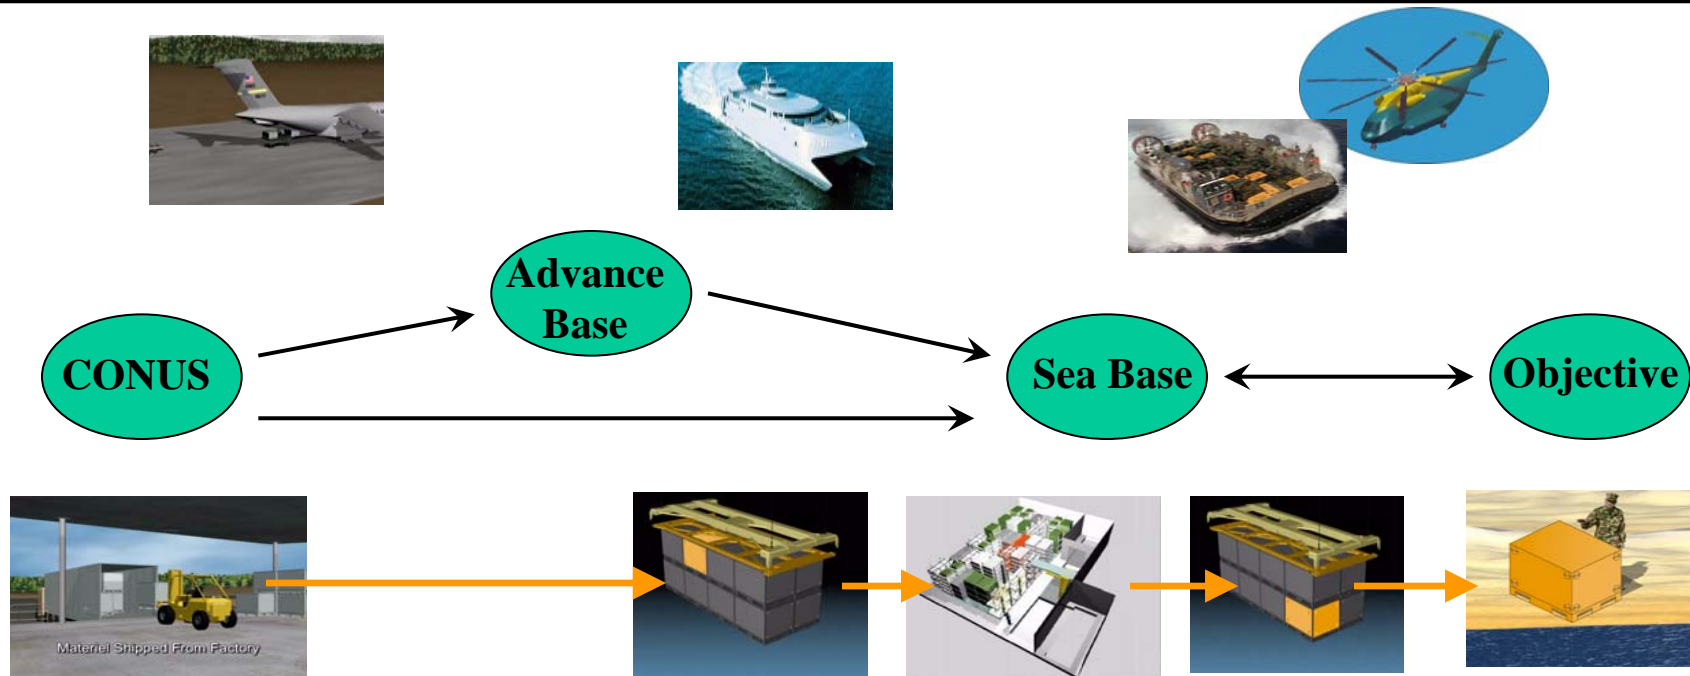 Advance
Base
CONUS
Sea Base
Objective
Materiel Shipped From Factory